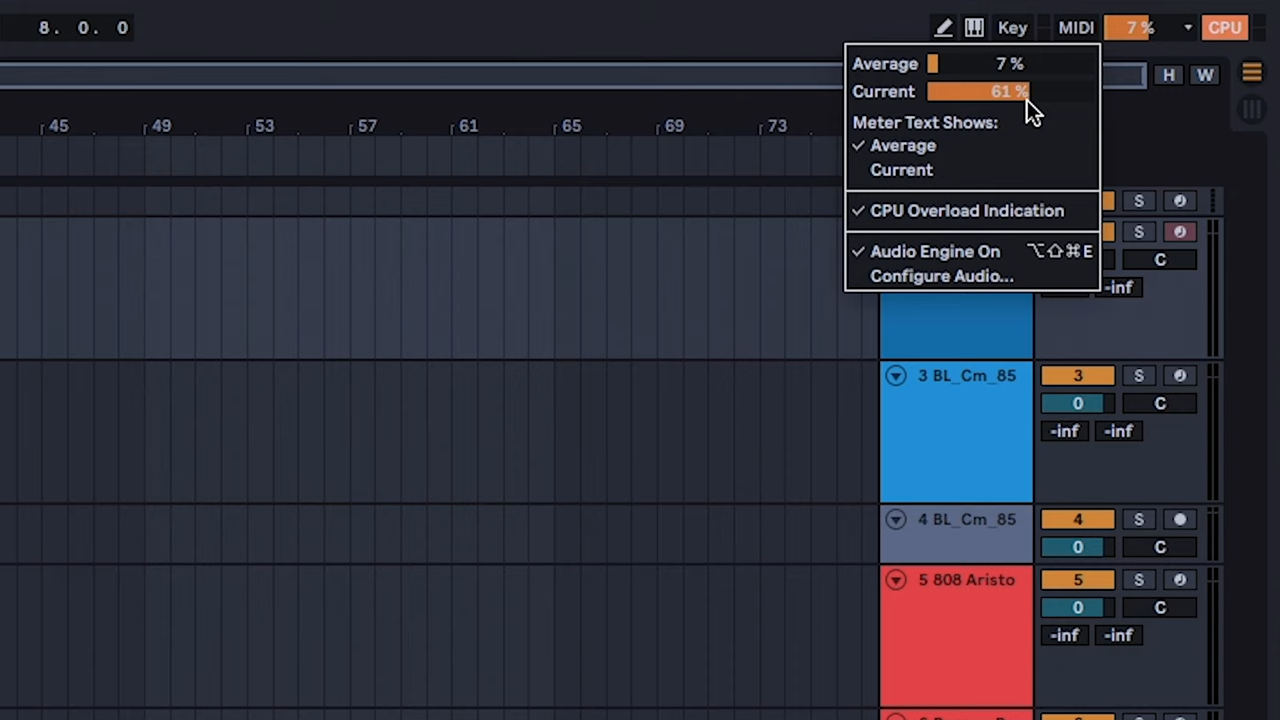 8. 0. 0
Key MIDI 7 % CPU
Average 7 %
H W
Current 61 %
45 49 53 57 61 65 69 73
Meter Text Shows:
✓ Average
Current
S
✓ CPU Overload Indication
S
✓ Audio Engine On ⌥⇧⌘E
C
Configure Audio...
-inf
3 BL_Cm_85 3 S
0 C
-inf -inf
4 BL_Cm_85 4 S
0 C
5 808 Aristo 5 S
0 C
-inf -inf